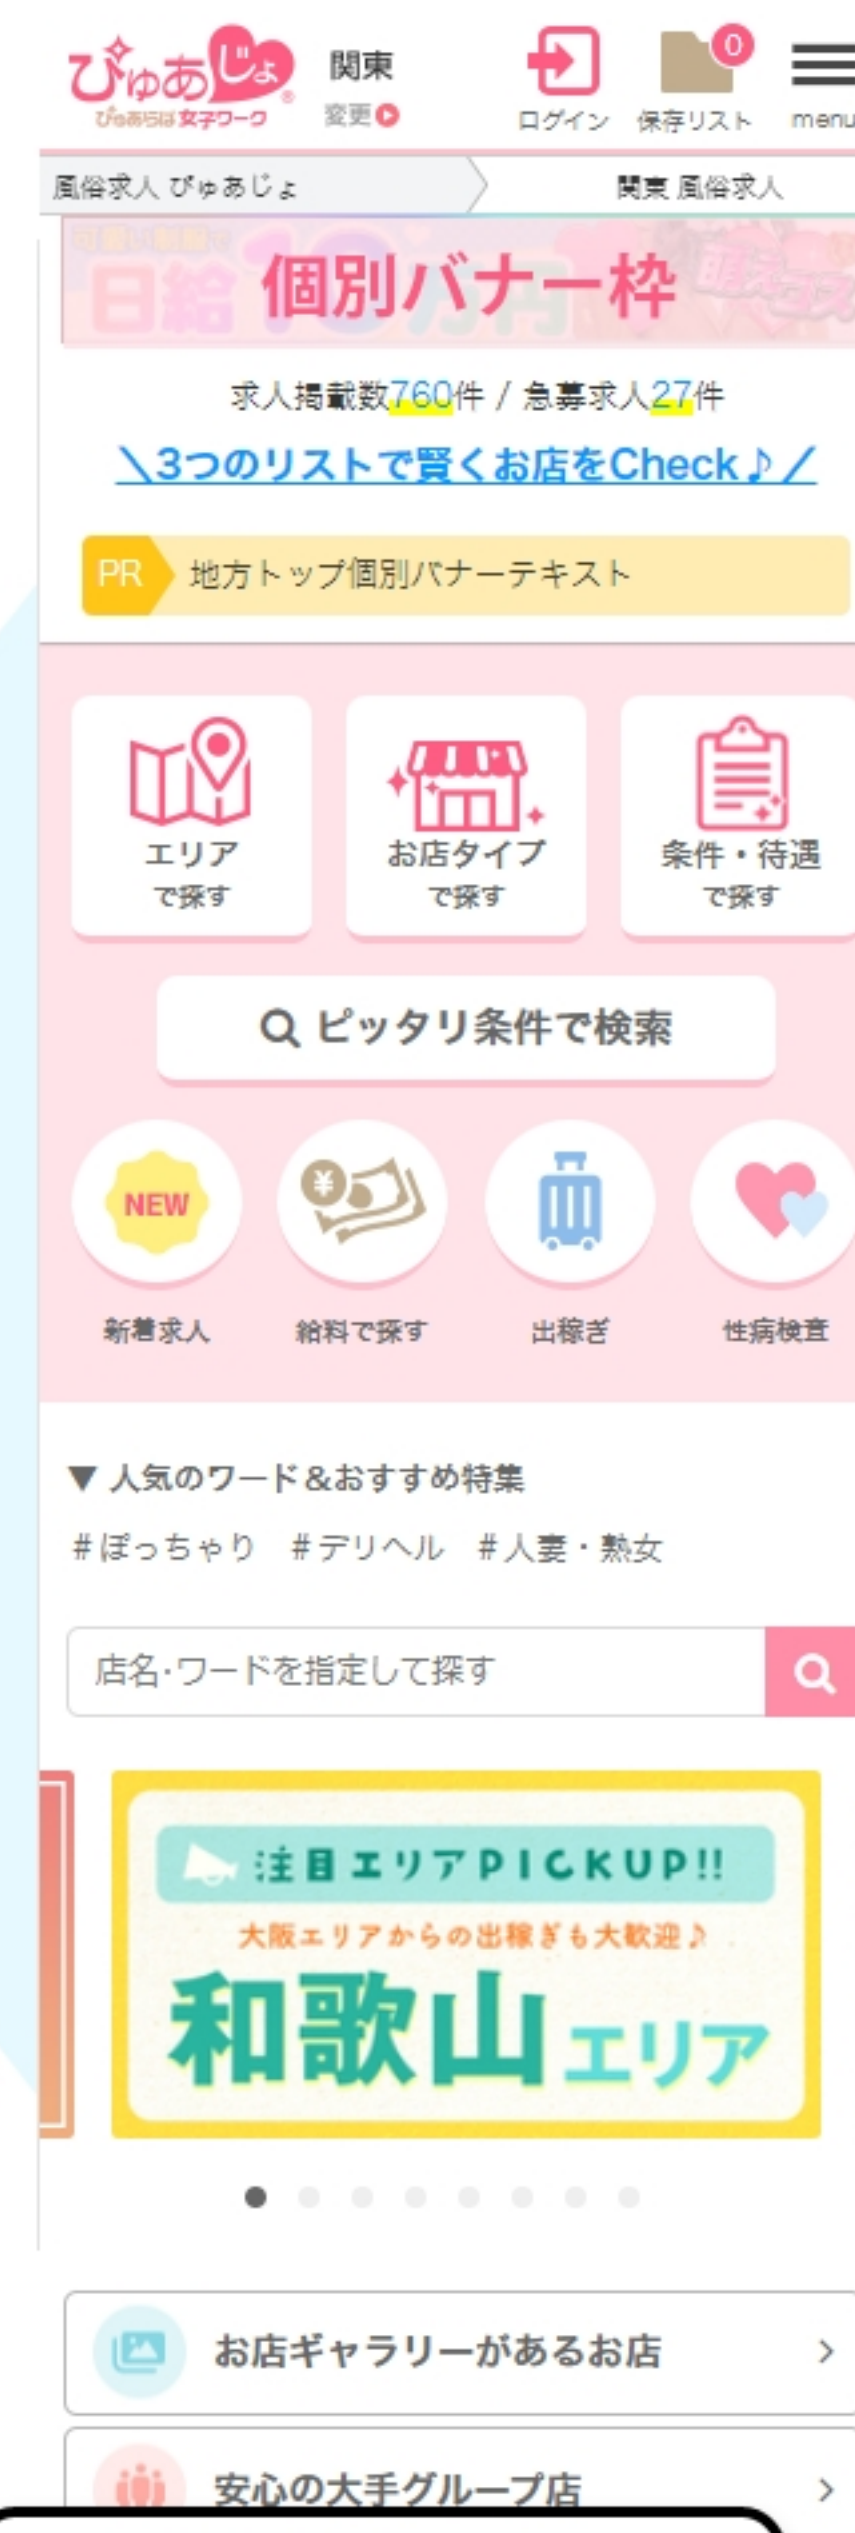 ぴゅあじょ
ぴゅあらば 女子ワーク
関東
変更
ログイン
0
保存リスト
menu
風俗求人 ぴゅあじょ
関東 風俗求人
日給10万円
個別バナー枠
求人掲載数760件 / 急募求人27件
＼3つのリストで賢くお店をCheck♪／
PR 地方トップ個別バナーテキスト
エリア
で探す
お店タイプ
で探す
条件・待遇
で探す
ピッタリ条件で検索
NEW
新着求人
¥
給料で探す
出稼ぎ
性病検査
▼ 人気のワード&おすすめ特集
#ぽっちゃり #デリヘル #人妻・熟女
店名·ワードを指定して探す
注目エリアPICKUP!!
大阪エリアからの出稼ぎも大歓迎♪
和歌山エリア
お店ギャラリーがあるお店
安心の大手グループ店